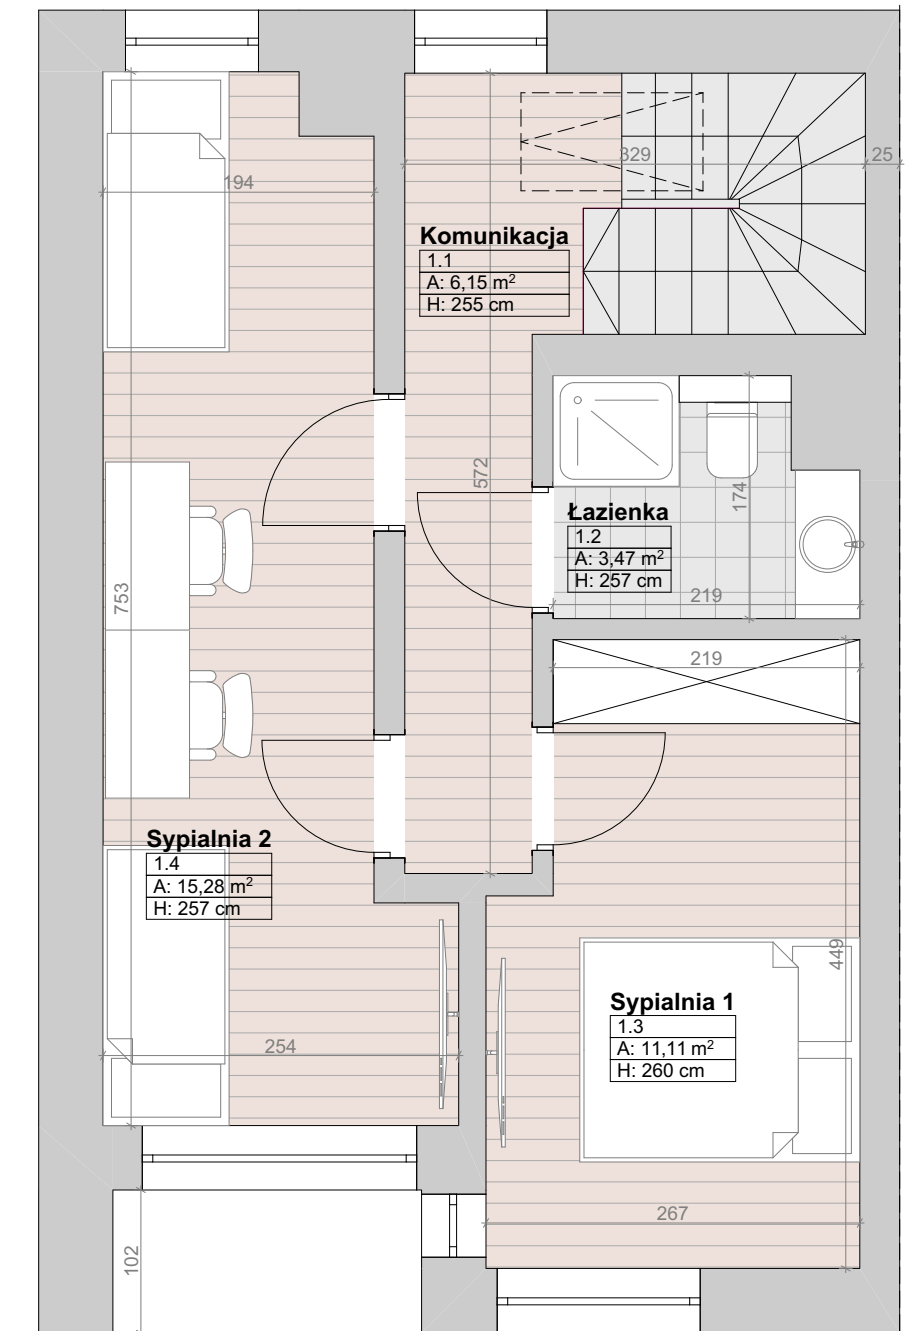 329
25
194
Komunikacja
1.1
A: 6,15 m²
H: 255 cm
572
174
Łazienka
1.2
A: 3,47 m²
H: 257 cm
219
753
219
Sypialnia 2
1.4
A: 15,28 m²
H: 257 cm
449
Sypialnia 1
1.3
A: 11,11 m²
H: 260 cm
254
267
102